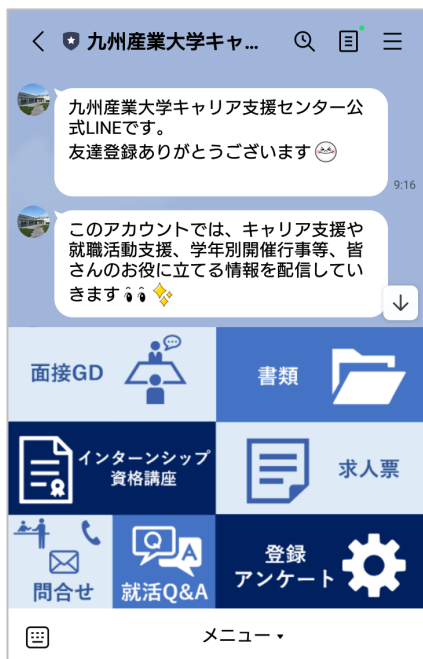 九州産業大学キャ...
九州産業大学キャリア支援センター公
式LINEです。
友達登録ありがとうございます
9:16
このアカウントでは、キャリア支援や
就職活動支援、学年別開催行事等、皆
さんのお役に立てる情報を配信してい
きます
面接GD
書類
インターンシップ
資格講座
求人票
問合せ
Q A
就活Q&A
登録
アンケート
メニュー